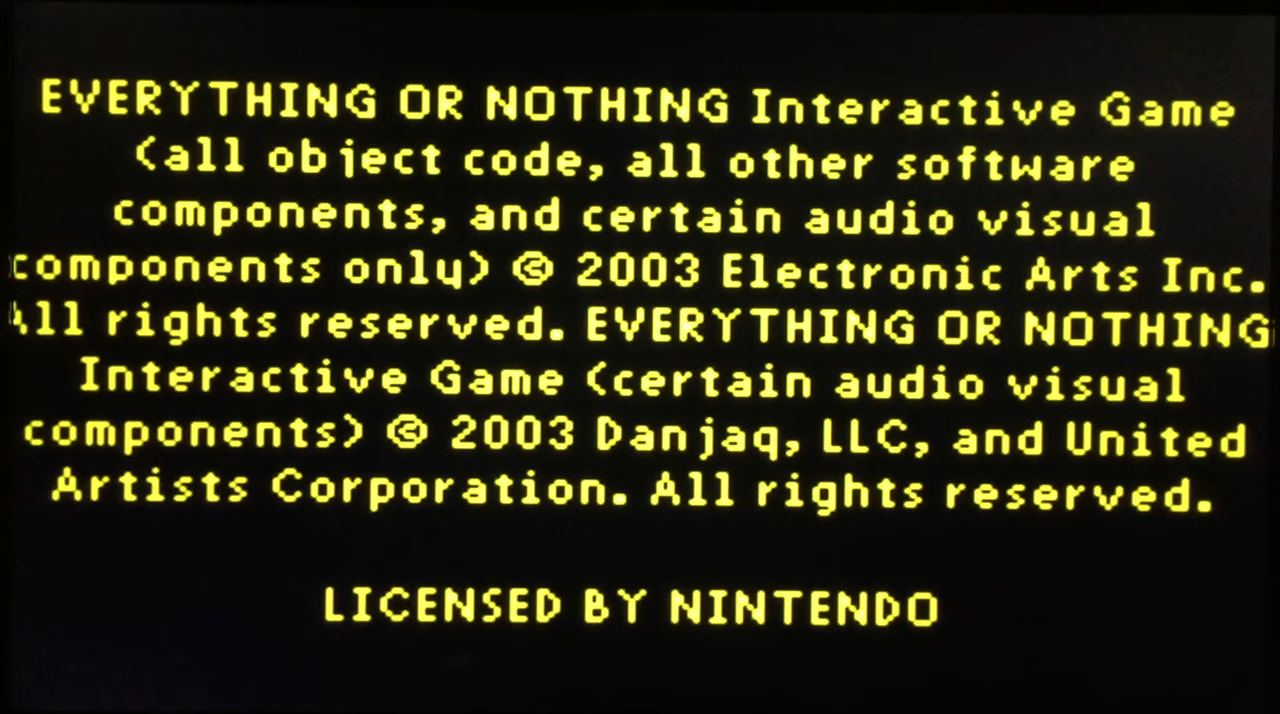 EVERYTHING OR NOTHING Interactive Game
(all object code, all other software
components, and certain audio visual
components only) © 2003 Electronic Arts Inc.
All rights reserved. EVERYTHING OR NOTHING
Interactive Game (certain audio visual
components) © 2003 Danjaq, LLC, and United
Artists Corporation. All rights reserved.
LICENSED BY NINTENDO